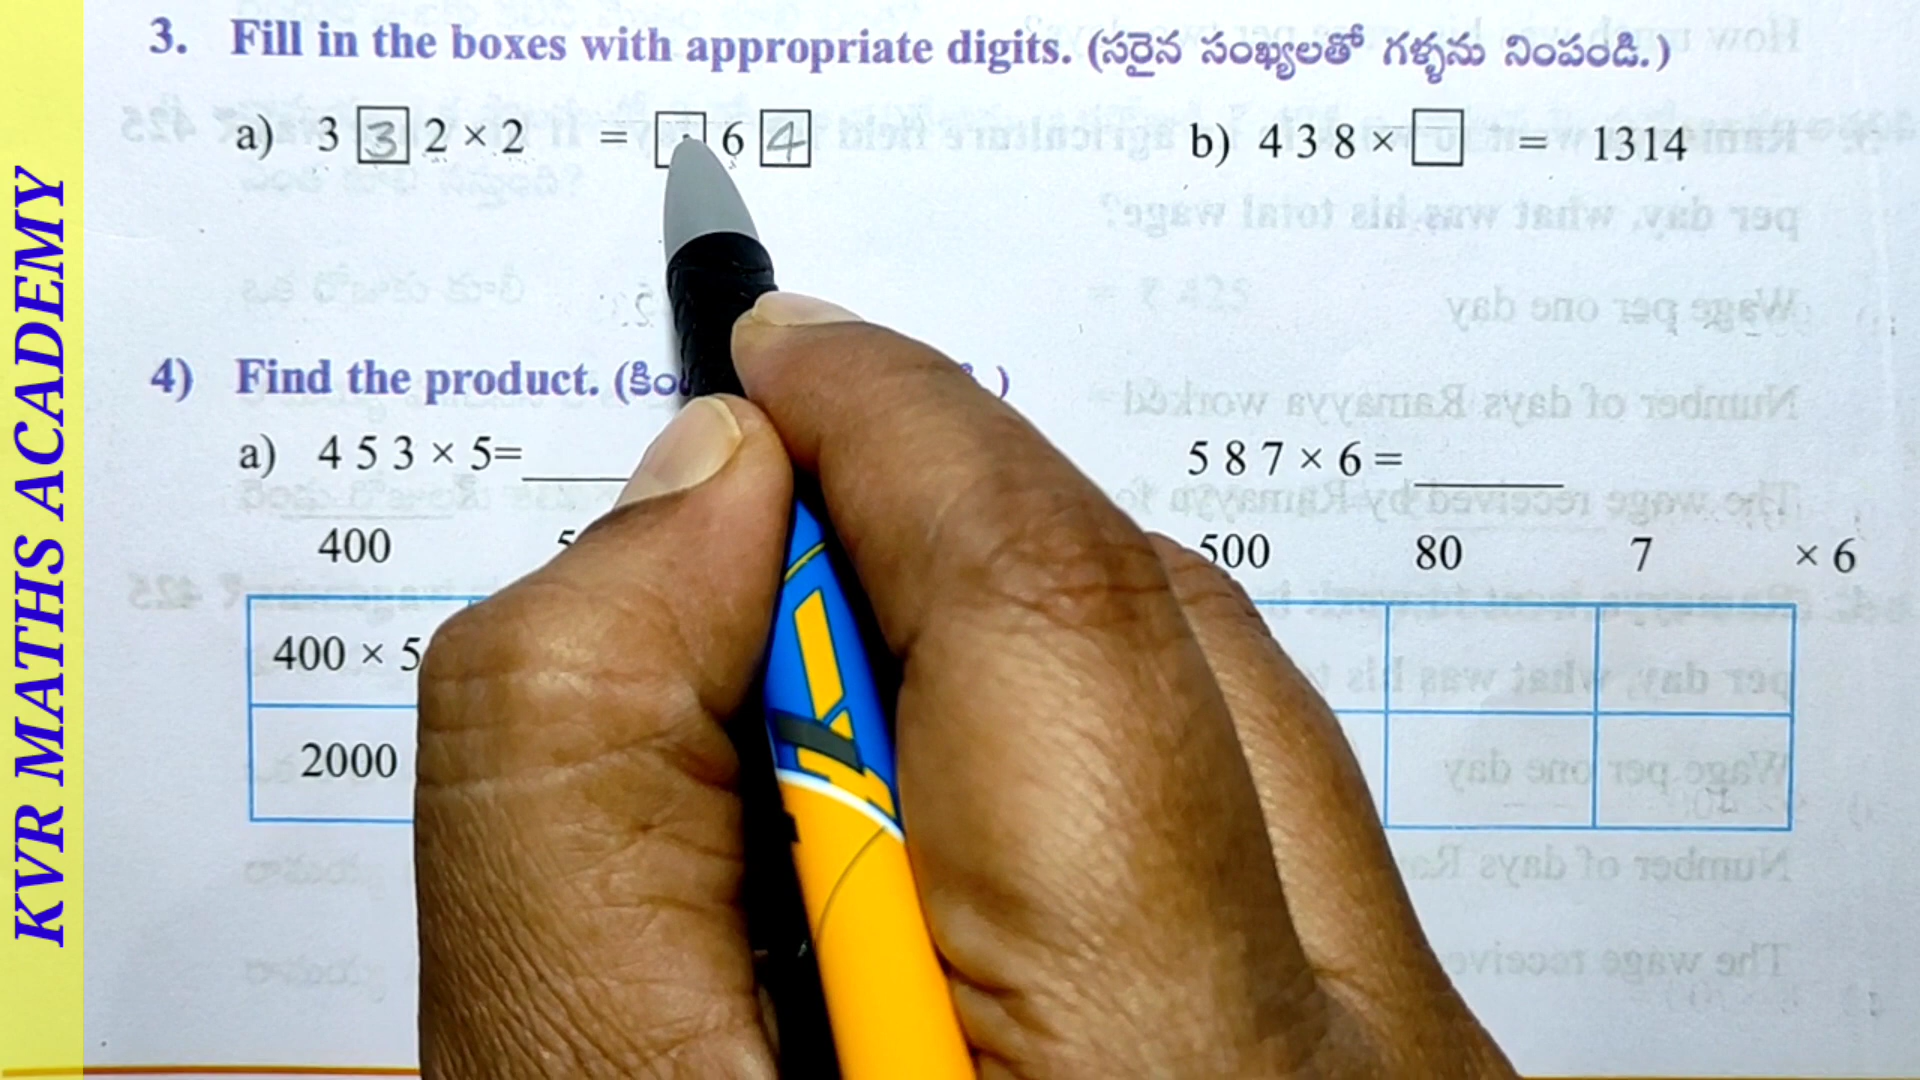 KVR MATHS ACADEMY
3. Fill in the boxes with appropriate digits. (సరైన సంఖ్యలతో గళ్ళను నింపండి.)
a) 3 3 2 × 2 = 6 4
b) 4 3 8 × = 1314
4) Find the product.
a) 4 5 3 × 5=
5 8 7 × 6 =
400
500 80 7 × 6
400 × 5
2000